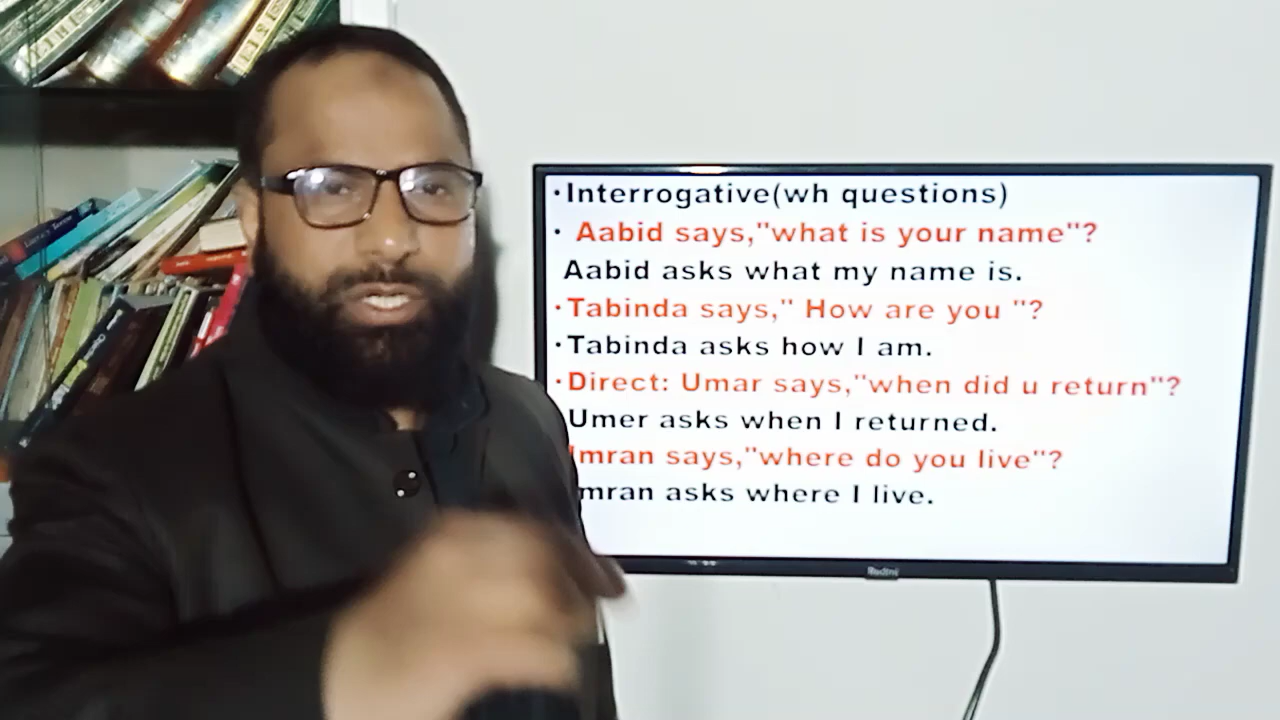 ·Interrogative(wh questions)
· Aabid says,"what is your name"?
Aabid asks what my name is.
·Tabinda says," How are you "?
·Tabinda asks how I am.
·Direct: Umar says,"when did u return"?
Umer asks when I returned.
Imran says,"where do you live"?
mran asks where I live.
Redmi